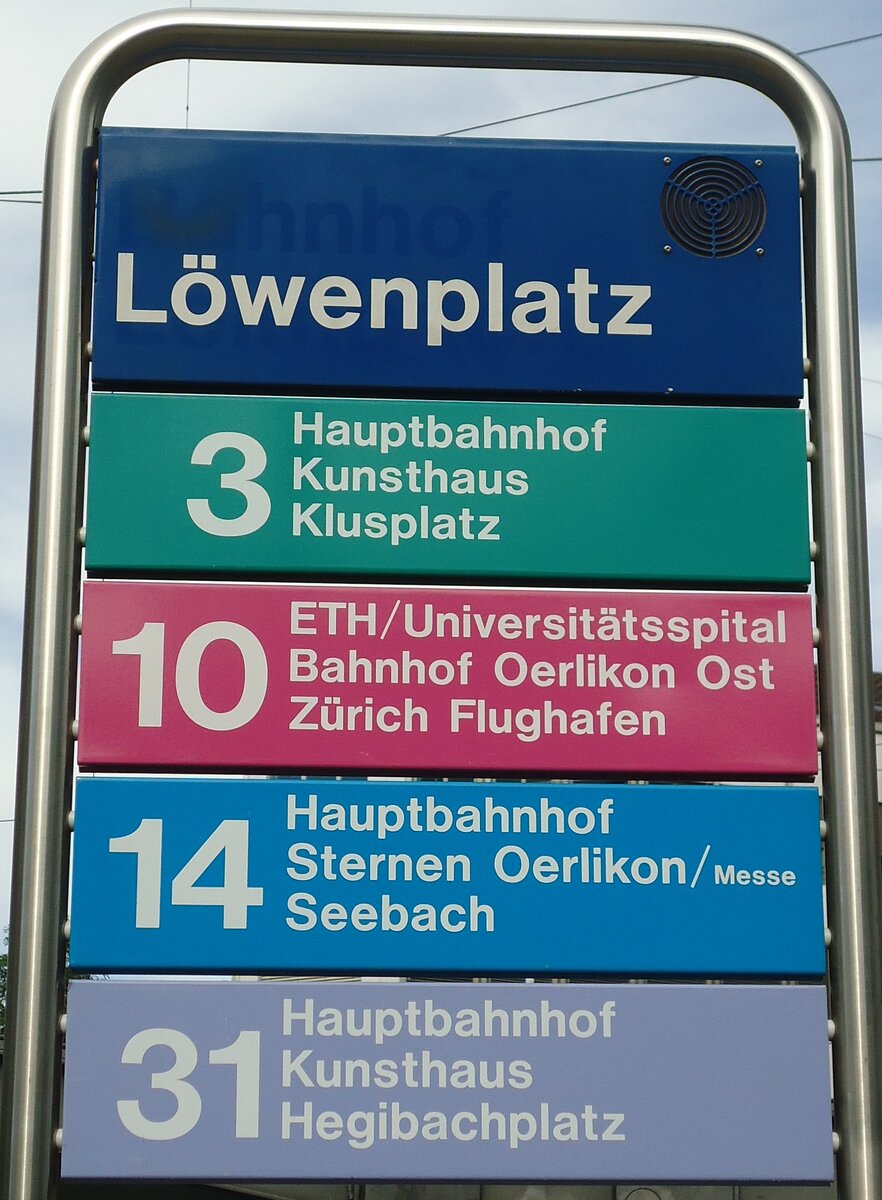 Bahnhof
Löwenplatz
3 Hauptbahnhof
Kunsthaus
Klusplatz
10 ETH/Universitätsspital
Bahnhof Oerlikon Ost
Zürich Flughafen
14 Hauptbahnhof
Sternen Oerlikon/Messe
Seebach
31 Hauptbahnhof
Kunsthaus
Hegibachplatz